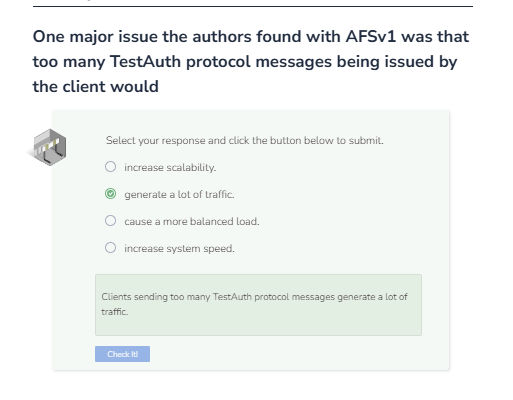 One major issue the authors found with AFSv1 was that
too many TestAuth protocol messages being issued by
the client would
Select your response and click the button below to submit.
increase scalability.
generate a lot of traffic.
cause a more balanced load.
increase system speed.
Clients sending too many TestAuth protocol messages generate a lot of
traffic.
Check It!